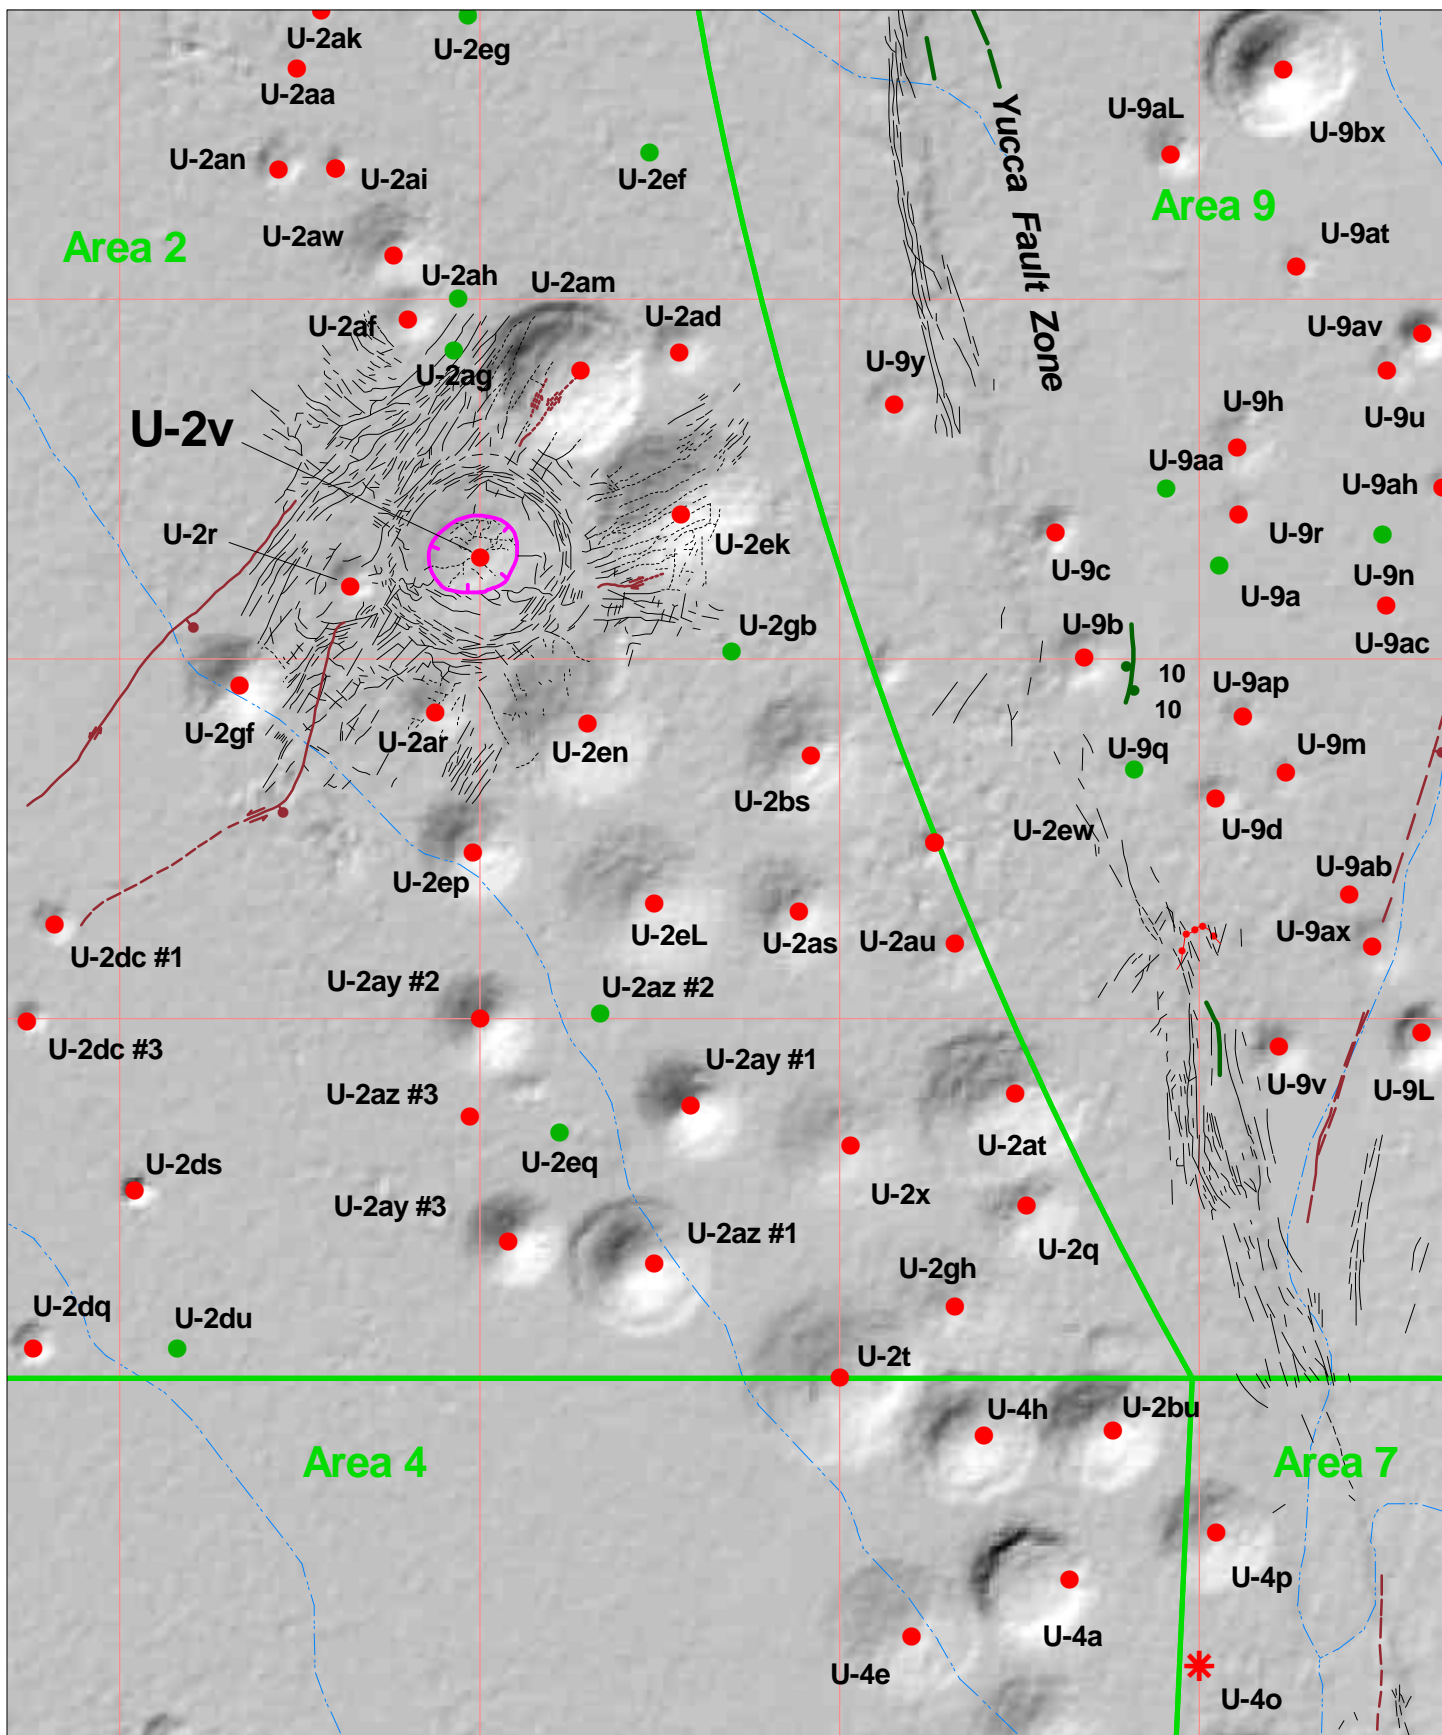 U-2ak
U-2eg
U-2aa
U-9aL
U-9bx
U-2an
U-2ai
U-2ef
Yucca Fault Zone
Area 2
U-2aw
Area 9
U-2ah
U-2am
U-9at
U-2af
U-2ad
U-9av
U-2ag
U-9y
U-9u
U-2v
U-9h
U-9aa
U-9ah
U-2r
U-2ek
U-9r
U-9c
U-9n
U-9a
U-2gb
U-9b
U-9ac
10
U-9ap
10
U-2gf
U-2ar
U-2en
U-9q
U-9m
U-2bs
U-2ew
U-9d
U-2ep
U-9ab
U-2eL
U-2as
U-2au
U-9ax
U-2dc #1
U-2ay #2
U-2az #2
U-2dc #3
U-2ay #1
U-9v
U-9L
U-2az #3
U-2ds
U-2eq
U-2at
U-2x
U-2ay #3
U-2az #1
U-2q
U-2gh
U-2dq
U-2du
U-2t
U-4h
U-2bu
Area 4
Area 7
U-4p
U-4a
U-4e
U-4o